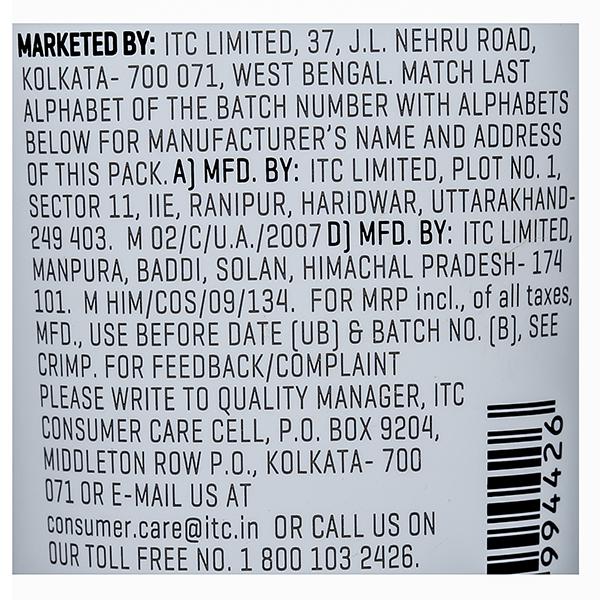 MARKETED BY: ITC LIMITED, 37, J.L. NEHRU ROAD,
KOLKATA- 700 071, WEST BENGAL. MATCH LAST
ALPHABET OF THE BATCH NUMBER WITH ALPHABETS
BELOW FOR MANUFACTURER'S NAME AND ADDRESS
OF THIS PACK. A) MFD. BY: ITC LIMITED, PLOT NO. 1,
SECTOR 11, IIE, RANIPUR, HARIDWAR, UTTARAKHAND-
249 403. M 02/C/U.A./2007 D) MFD. BY: ITC LIMITED,
MANPURA, BADDI, SOLAN, HIMACHAL PRADESH- 174
101. M HIM/COS/09/134. FOR MRP incl., of all taxes,
MFD., USE BEFORE DATE (UB) & BATCH NO. (B), SEE
CRIMP. FOR FEEDBACK/COMPLAINT
PLEASE WRITE TO QUALITY MANAGER, ITC
CONSUMER CARE CELL, P.O. BOX 9204,
MIDDLETON ROW P.O., KOLKATA- 700
071 OR E-MAIL US AT
consumer.care@itc.in OR CALL US ON
OUR TOLL FREE NO. 1 800 103 2426.
994426